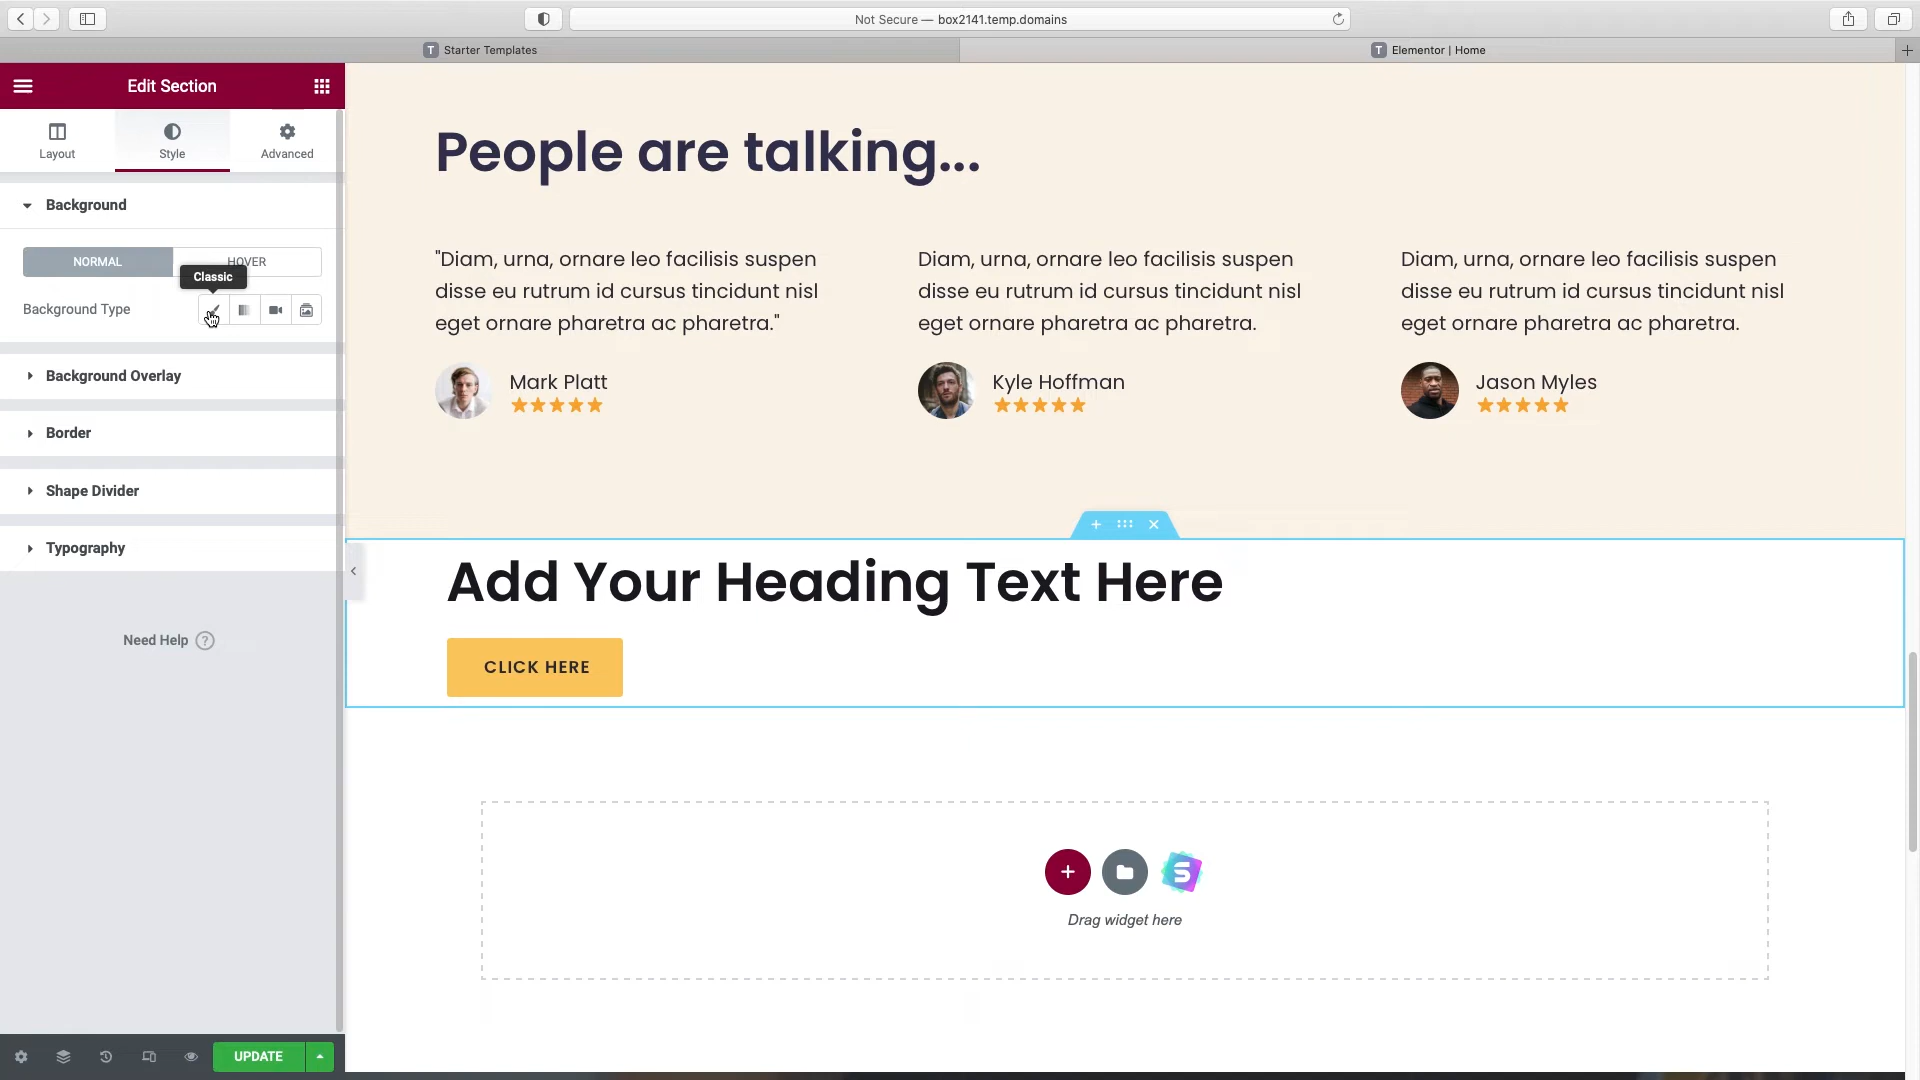 Not Secure — box2141.temp.domains
T Starter Templates
T Elementor | Home
Edit Section
Layout
Style
Advanced
Background
NORMAL
HOVER
Classic
Background Type
Background Overlay
Border
Shape Divider
Typography
Need Help ?
UPDATE
People are talking...
"Diam, urna, ornare leo facilisis suspen
disse eu rutrum id cursus tincidunt nisl
eget ornare pharetra ac pharetra."
Mark Platt
Diam, urna, ornare leo facilisis suspen
disse eu rutrum id cursus tincidunt nisl
eget ornare pharetra ac pharetra.
Kyle Hoffman
Diam, urna, ornare leo facilisis suspen
disse eu rutrum id cursus tincidunt nisl
eget ornare pharetra ac pharetra.
Jason Myles
Add Your Heading Text Here
CLICK HERE
S
Drag widget here